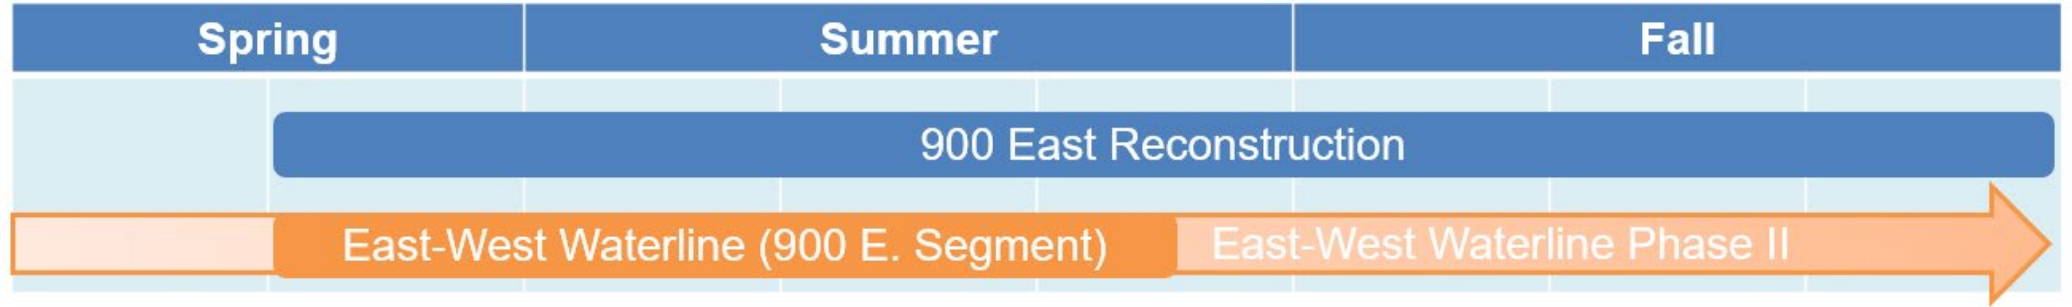 Spring Summer Fall
900 East Reconstruction
East-West Waterline (900 E. Segment) East-West Waterline Phase II